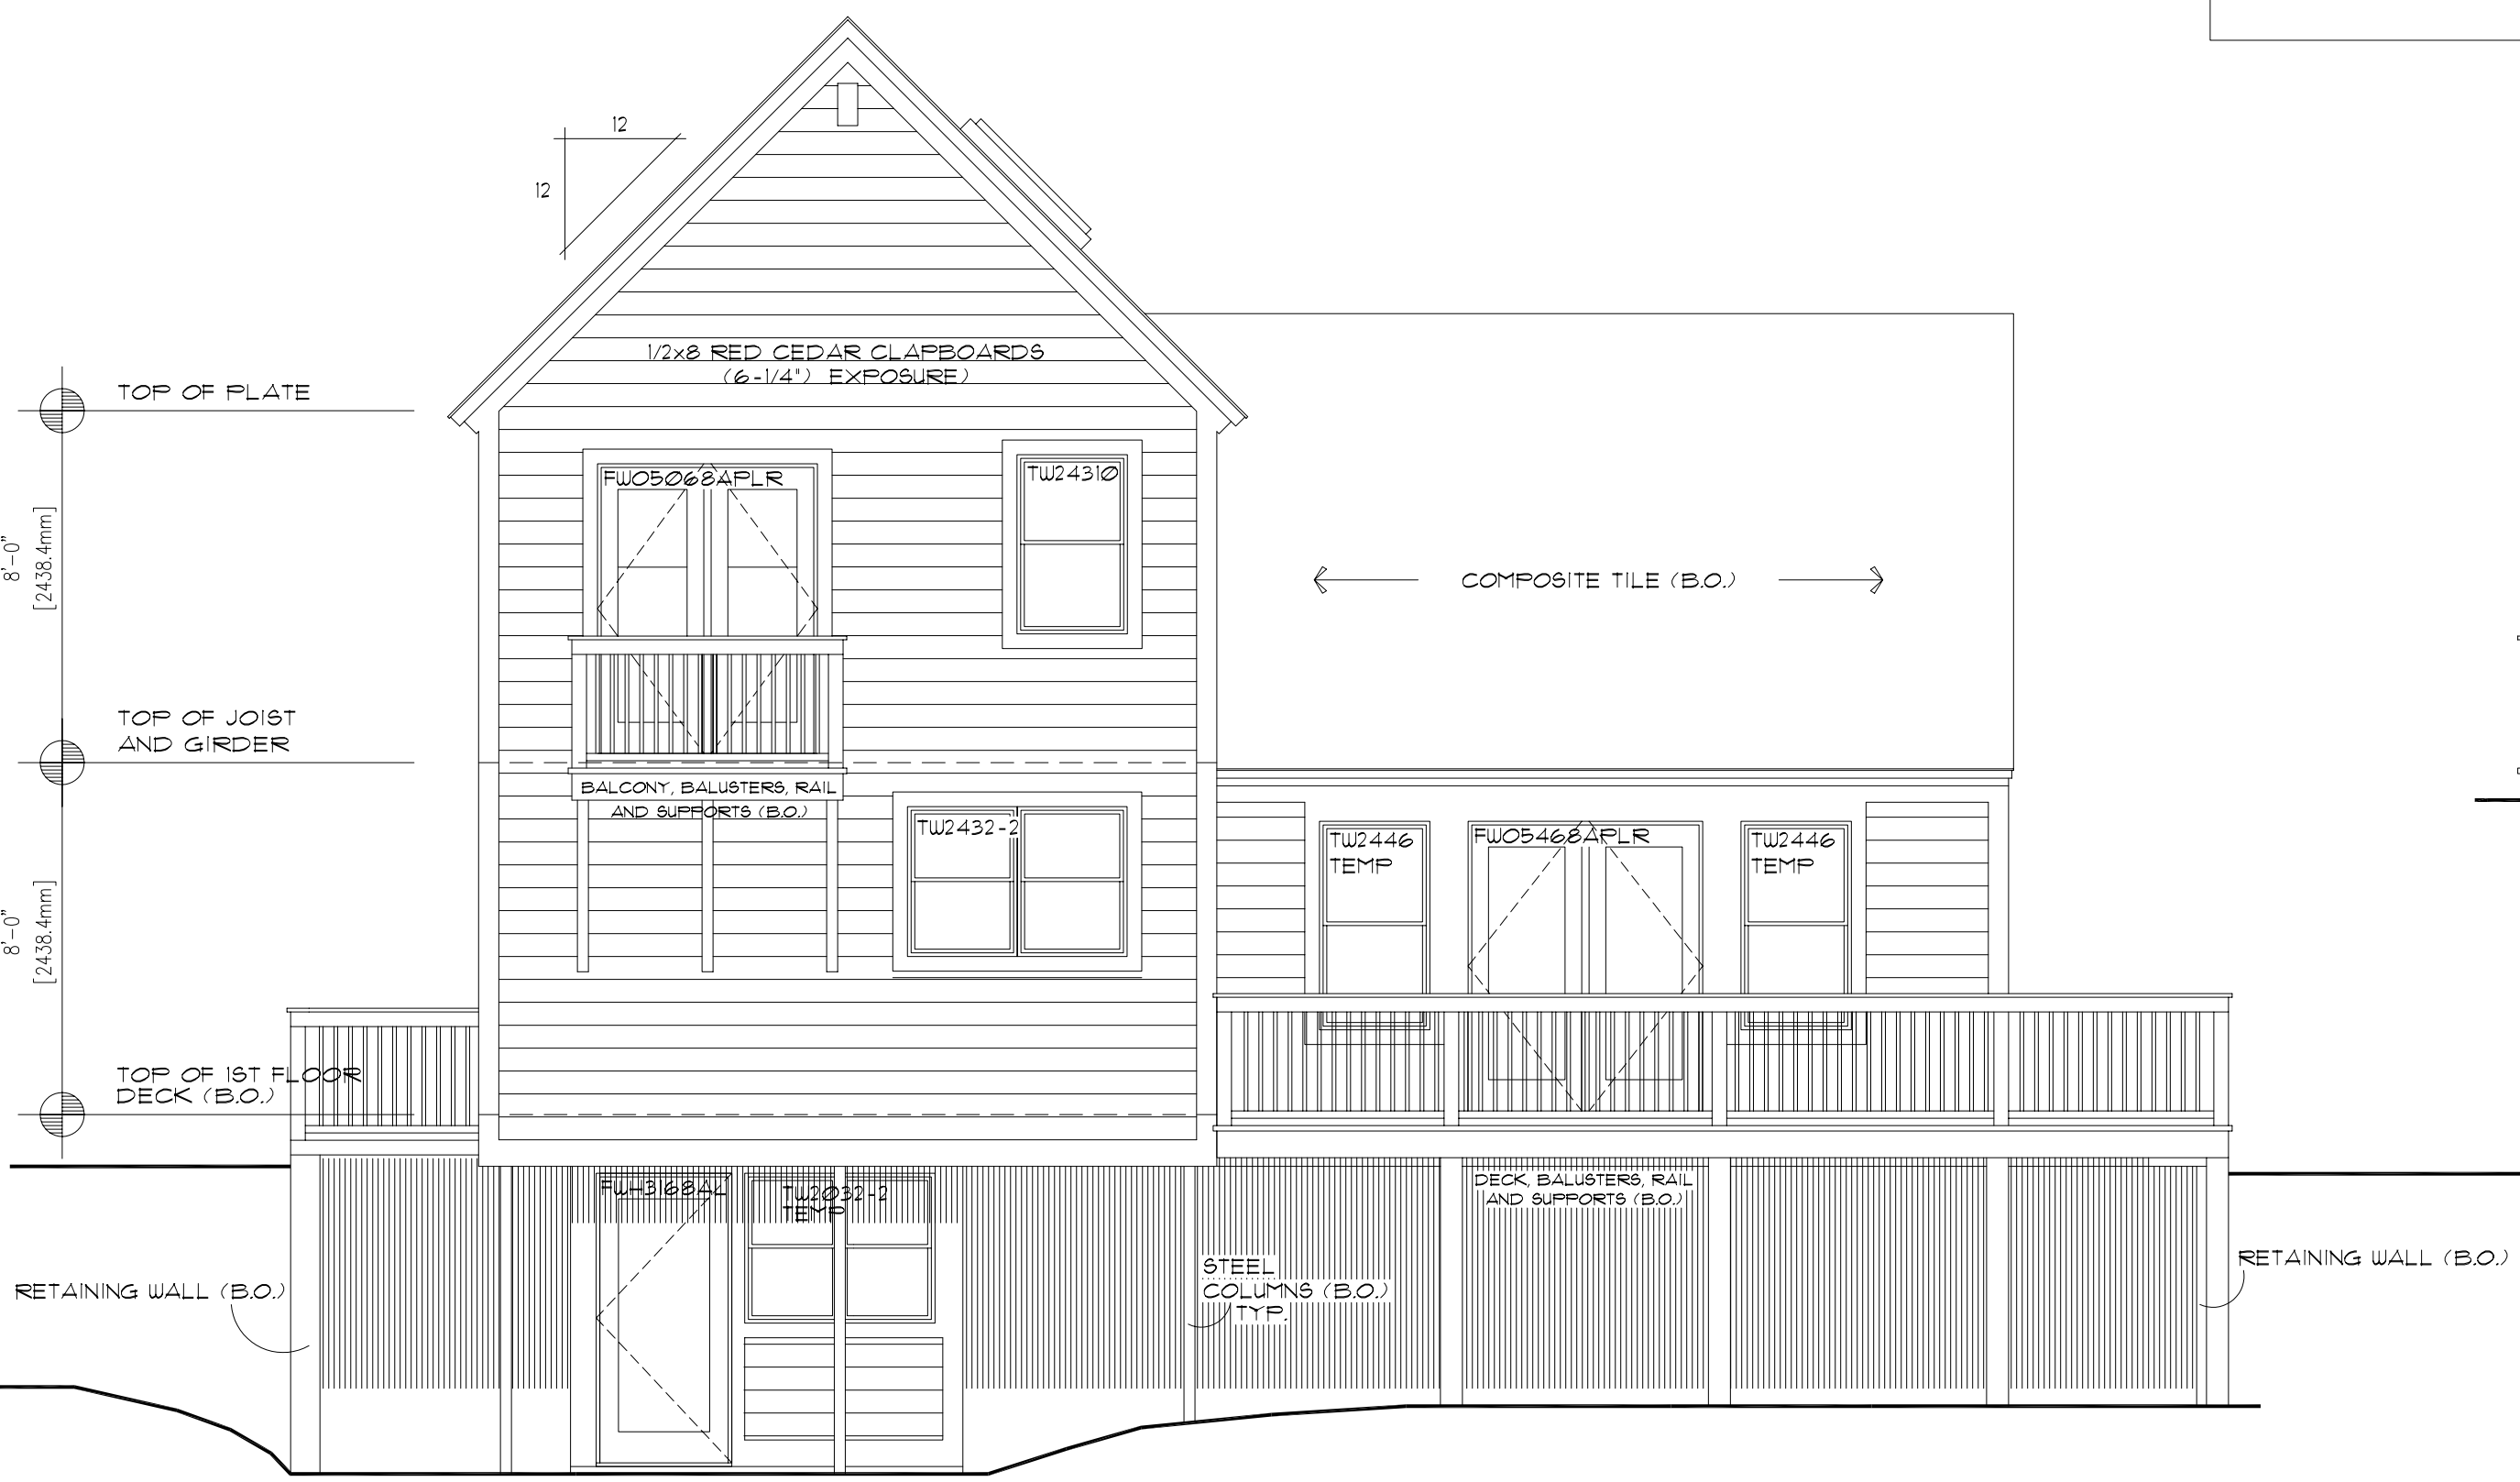 12
12
1/2x8 RED CEDAR CLAPBOARDS
(6-1/4") EXPOSURE)
TOP OF PLATE
FWO5068APLR
TW24310
8'-0"
[2438.4mm]
COMPOSITE TILE (B.O.)
TOP OF JOIST
AND GIRDER
BALCONY, BALUSTERS, RAIL
AND SUPPORTS (B.O.)
TW2432-2
TW2446
TEMP
FWO5468APLR
TW2446
TEMP
8'-0"
[2438.4mm]
TOP OF 1ST FLOOR
DECK (B.O.)
FWH3168AL
TW2032-2
TEMP
DECK, BALUSTERS, RAIL
AND SUPPORTS (B.O.)
STEEL
COLUMNS (B.O.)
TYP.
RETAINING WALL (B.O.)
RETAINING WALL (B.O.)